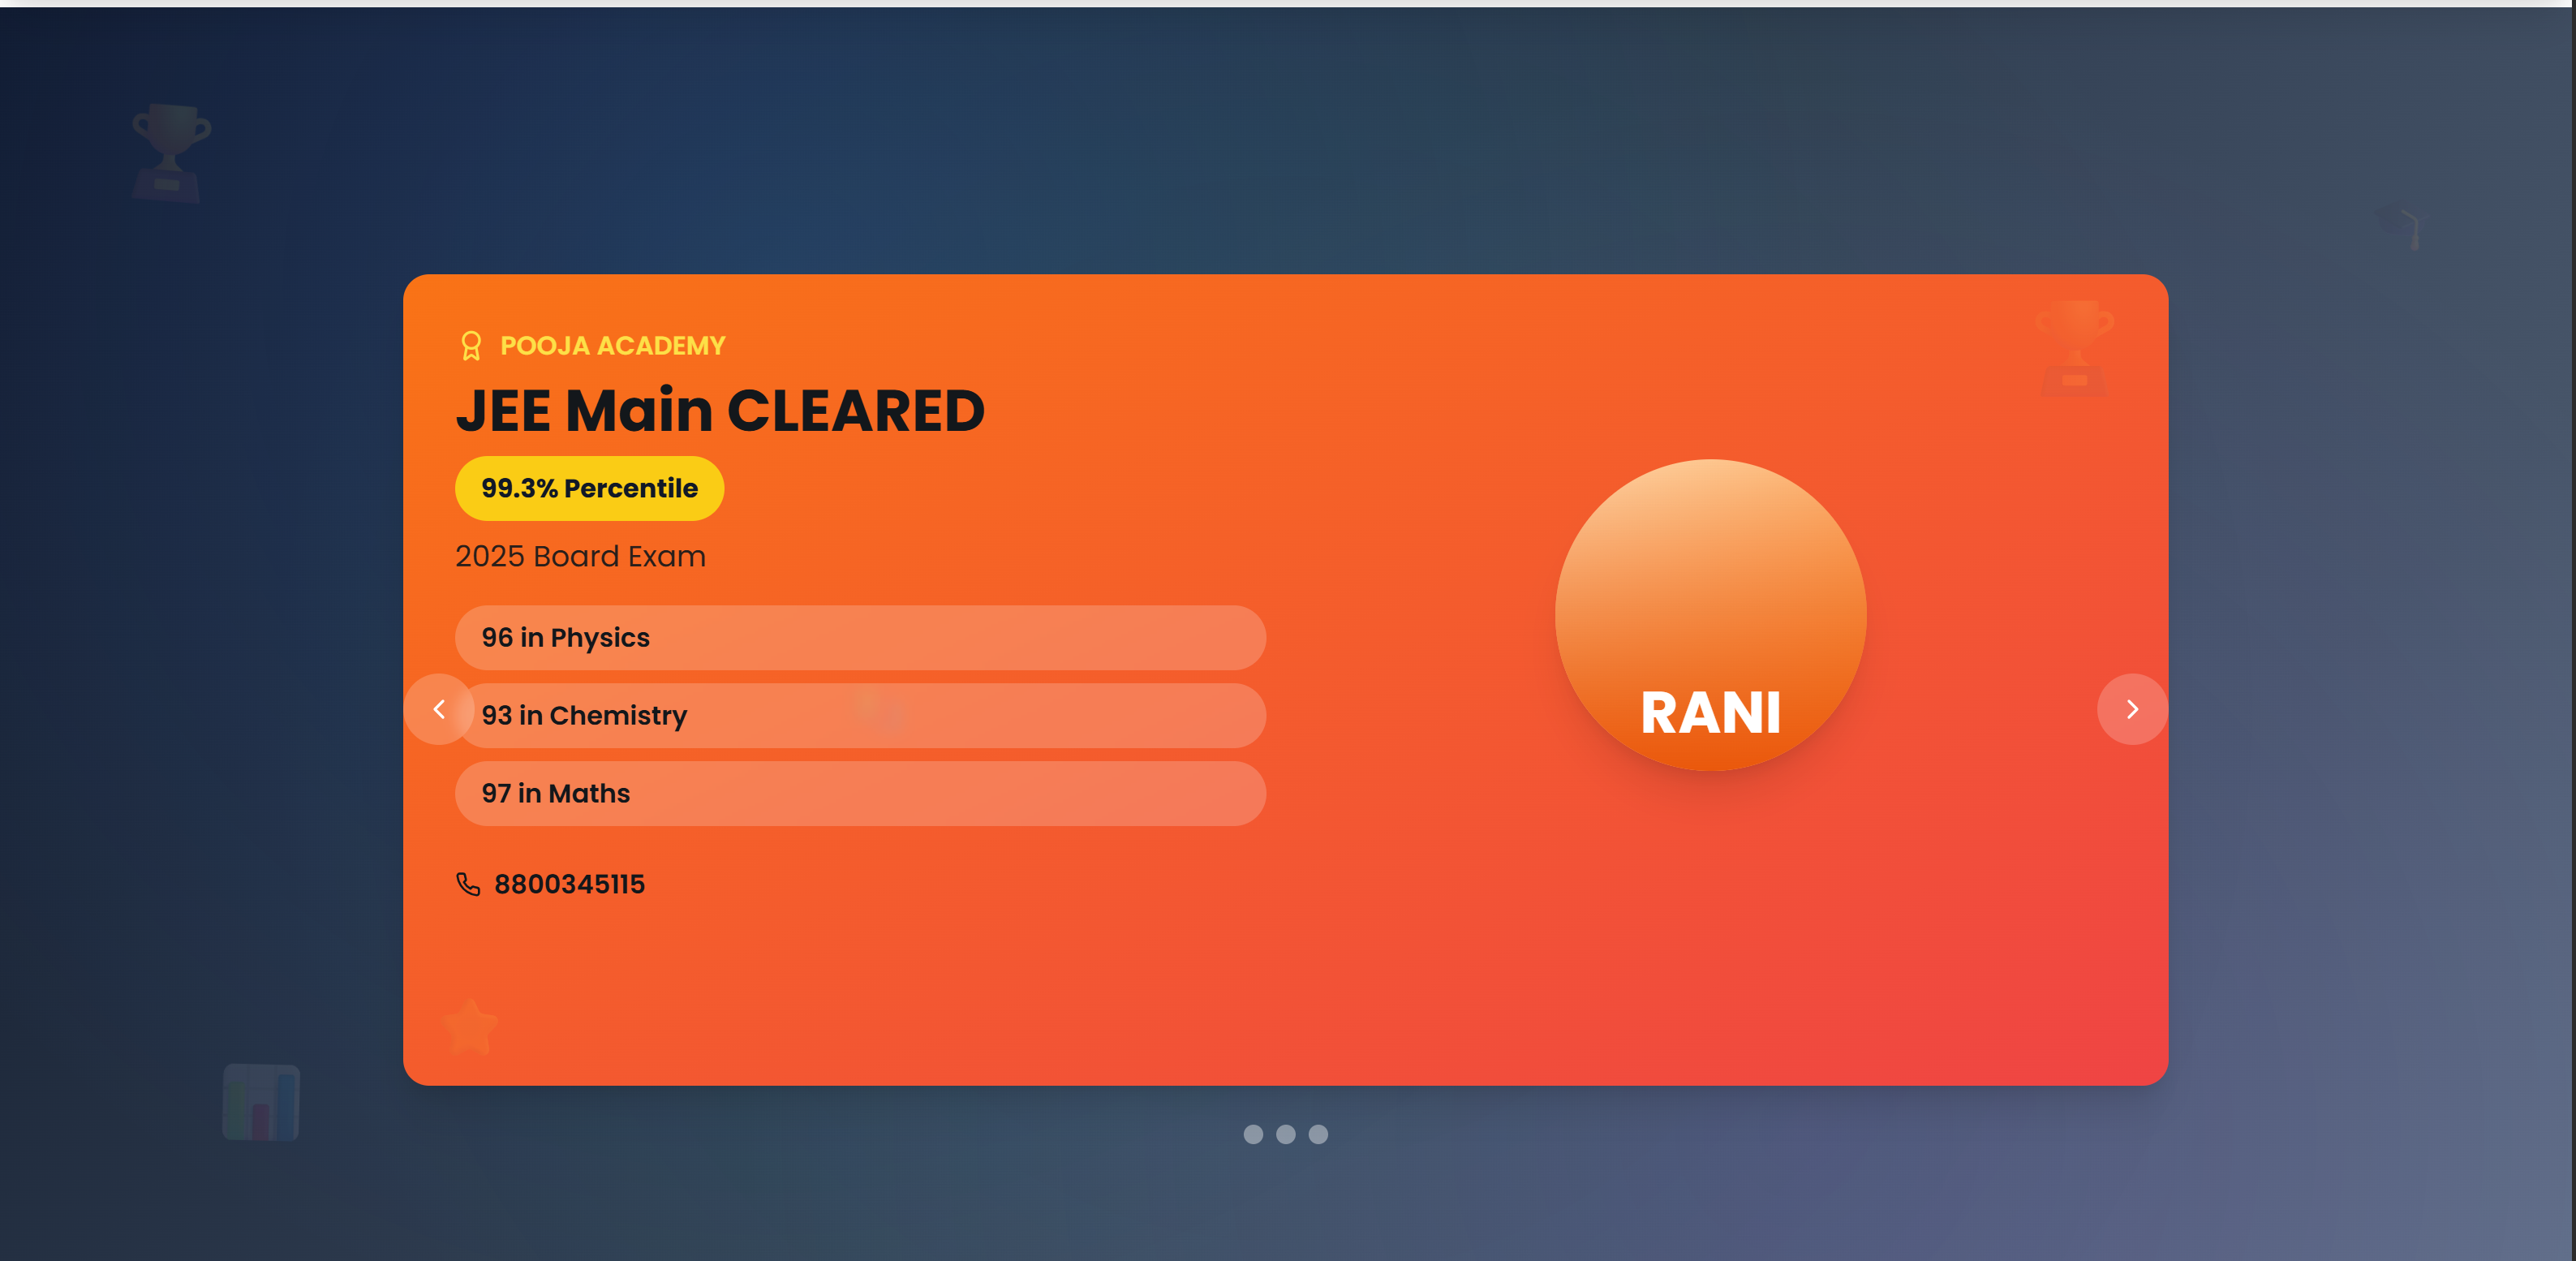 POOJA ACADEMY
JEE Main CLEARED
99.3% Percentile
2025 Board Exam
96 in Physics
93 in Chemistry
97 in Maths
8800345115
RANI